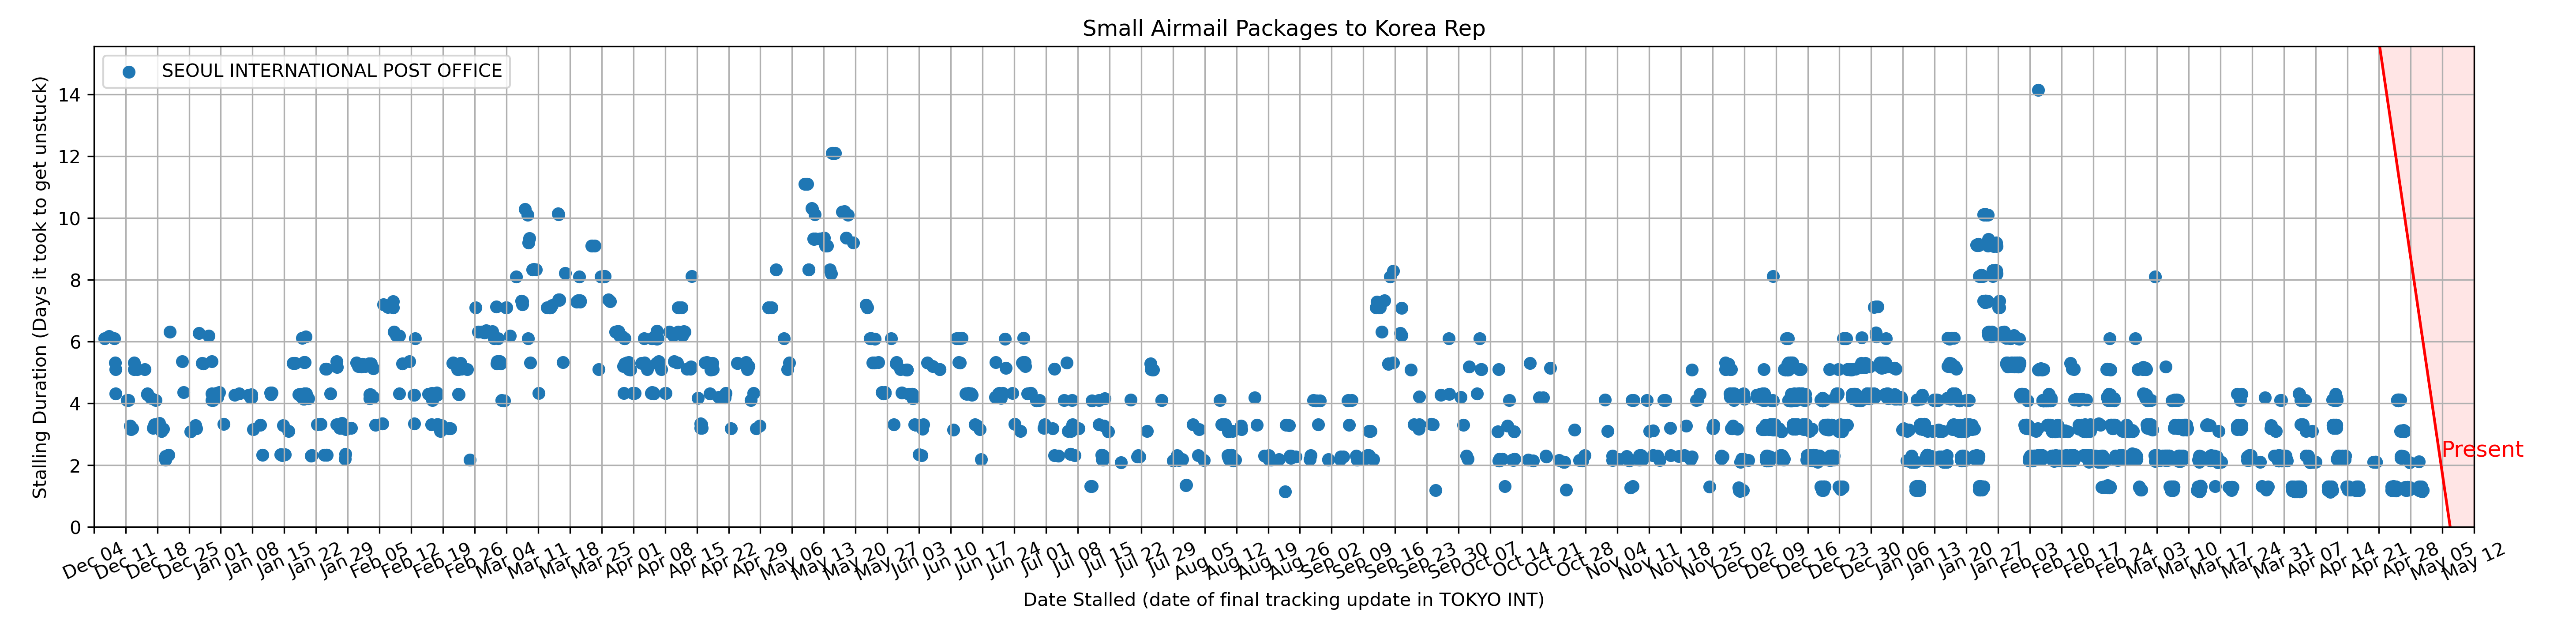 Small Airmail Packages to Korea Rep
SEOUL INTERNATIONAL POST OFFICE
Stalling Duration (Days it took to get unstuck)
14
12
10
8
6
4
2
0
Present
Dec 04
Dec 11
Dec 18
Dec 25
Jan 01
Jan 08
Jan 15
Jan 22
Jan 29
Feb 05
Feb 12
Feb 19
Feb 26
Mar 04
Mar 11
Mar 18
Mar 25
Apr 01
Apr 08
Apr 15
Apr 22
Apr 29
May 06
May 13
May 20
May 27
Jun 03
Jun 10
Jun 17
Jun 24
Jul 01
Jul 08
Jul 15
Jul 22
Jul 29
Aug 05
Aug 12
Aug 19
Aug 26
Sep 02
Sep 09
Sep 16
Sep 23
Sep 30
Oct 07
Oct 14
Oct 21
Oct 28
Nov 04
Nov 11
Nov 18
Nov 25
Dec 02
Dec 09
Dec 16
Dec 23
Dec 30
Jan 06
Jan 13
Jan 20
Jan 27
Feb 03
Feb 10
Feb 17
Feb 24
Mar 03
Mar 10
Mar 17
Mar 24
Mar 31
Apr 07
Apr 14
Apr 21
Apr 28
May 05
May 12
Date Stalled (date of final tracking update in TOKYO INT)